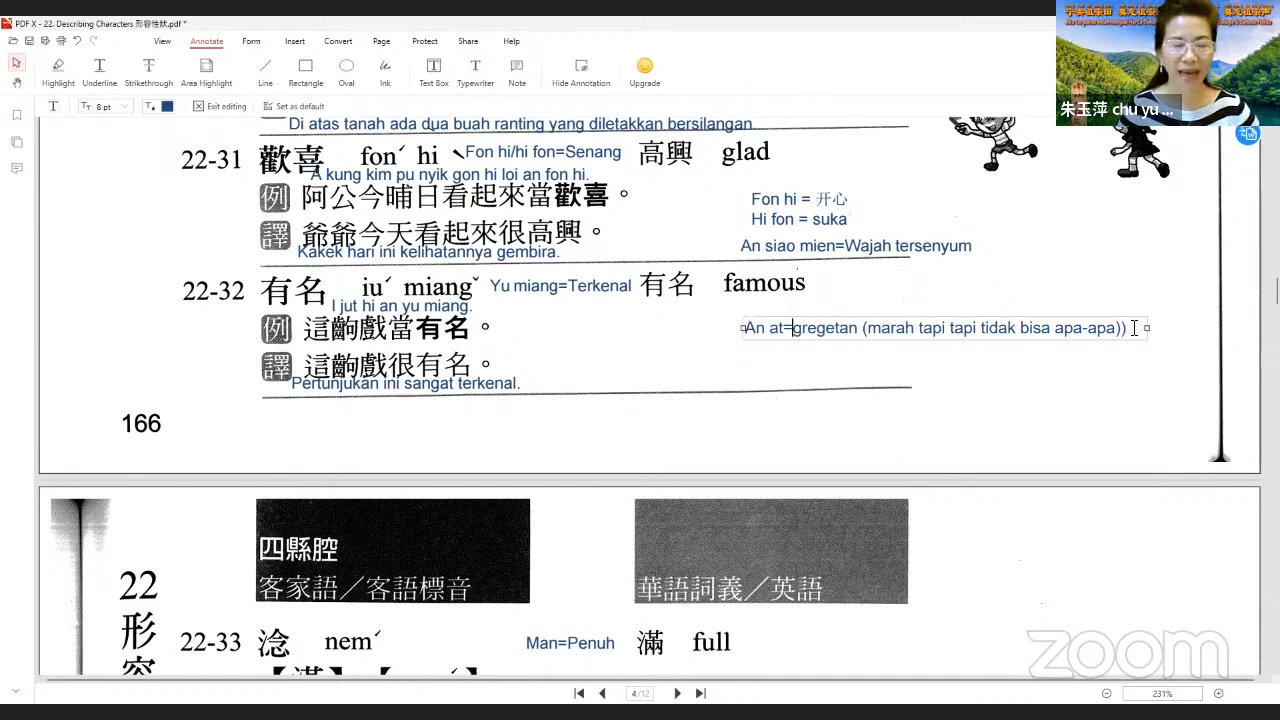 PDF X - 22. Describing Characters 形容性狀.pdf *
View Annotate Form Insert Convert Page Protect Share Help
Highlight Underline Strikethrough Area Highlight Line Rectangle Oval Ink Text Box Typewriter Note Hide Annotation Upgrade
8 pt Exit editing Set as default
朱玉萍 chu yu ...
Di atas tanah ada dua buah ranting yang diletakkan bersilangan.
22-31 歡喜 fonˊ hiˋ Fon hi/hi fon=Senang 高興 glad
A kung kim pu nyik gon hi loi an fon hi.
例 阿公今晡日看起來當歡喜。
Fon hi = 开心
Hi fon = suka
譯 爺爺今天看起來很高興。
An siao mien=Wajah tersenyum
Kakek hari ini kelihatannya gembira.
22-32 有名 iuˊ miangˇ Yu miang=Terkenal 有名 famous
I jut hi an yu miang.
例 這齣戲當有名。
An at=gregetan (marah tapi tapi tidak bisa apa-apa))
譯 這齣戲很有名。
Pertunjukan ini sangat terkenal.
166
四縣腔
客家語／客語標音
華語詞義／英語
22
形
容
22-33 淰 nemˊ Man=Penuh 滿 full
zoom
4 /12
231%